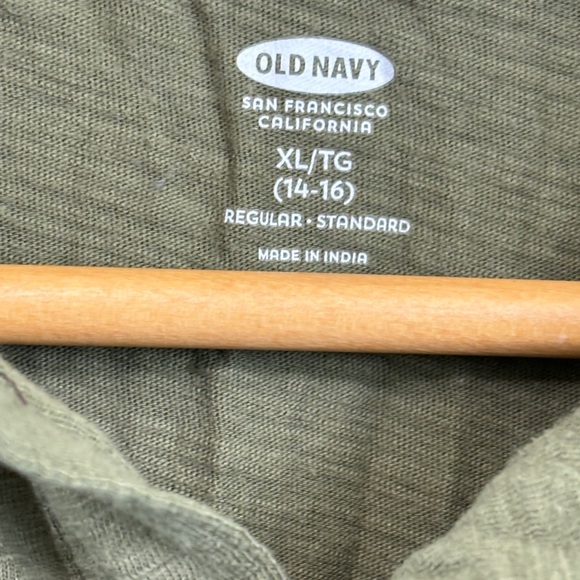 OLD NAVY
SAN FRANCISCO
CALIFORNIA
XL/TG
(14-16)
REGULAR • STANDARD
MADE IN INDIA